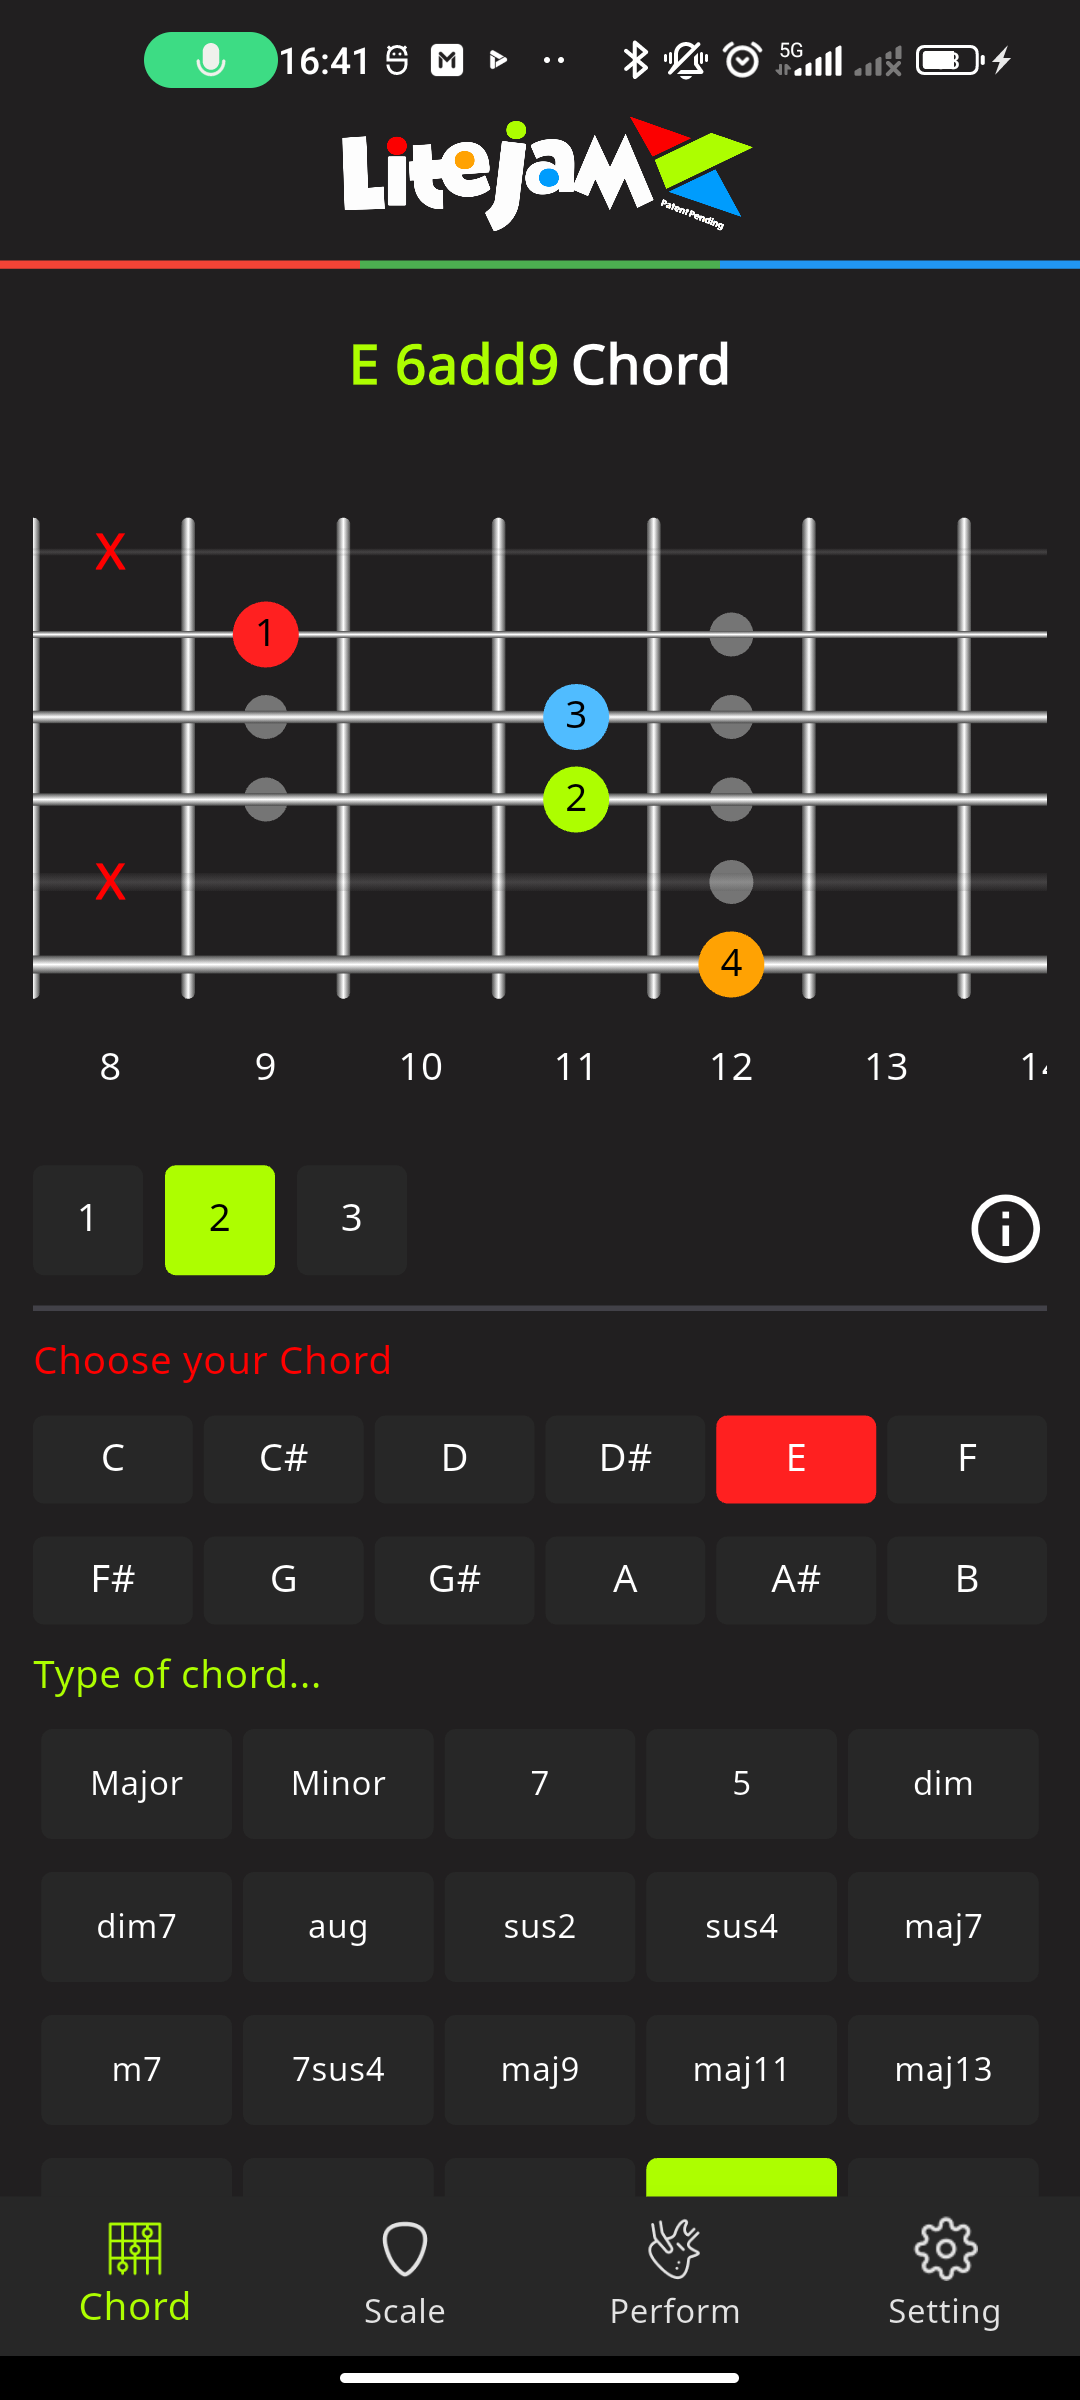 16:41 5G
LiteJam
Patent Pending
E 6add9 Chord
X
1
3
2
X
4
8 9 10 11 12 13
1 2 3
Choose your Chord
C C# D D# E F
F# G G# A A# B
Type of chord...
Major Minor 7 5 dim
dim7 aug sus2 sus4 maj7
m7 7sus4 maj9 maj11 maj13
Chord Scale Perform Setting